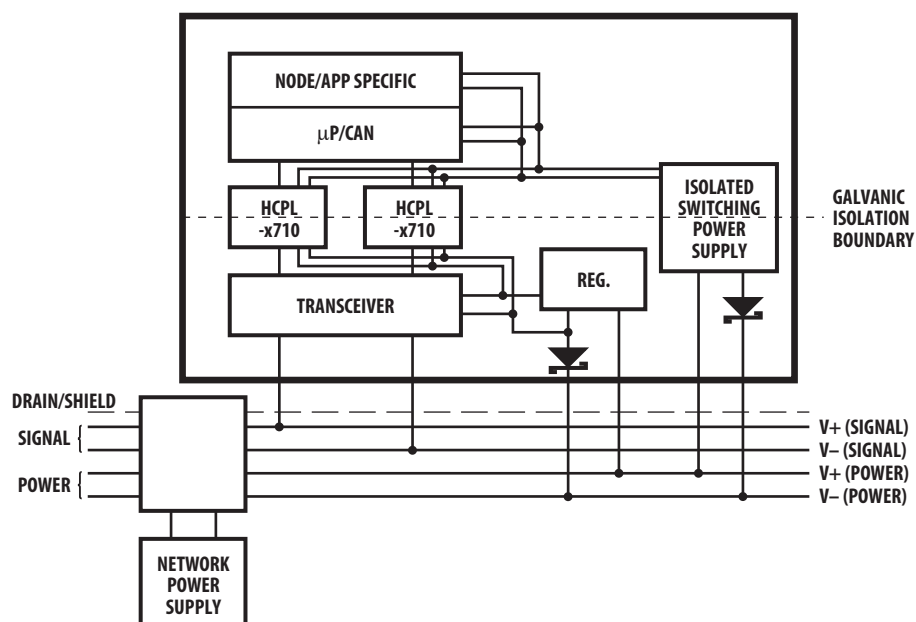 NODE/APP SPECIFIC
μP/CAN
HCPL
-x710
HCPL
-x710
ISOLATED
SWITCHING
POWER
SUPPLY
GALVANIC
ISOLATION
BOUNDARY
REG.
TRANSCEIVER
DRAIN/SHIELD
SIGNAL
POWER
V+ (SIGNAL)
V– (SIGNAL)
V+ (POWER)
V– (POWER)
NETWORK
POWER
SUPPLY